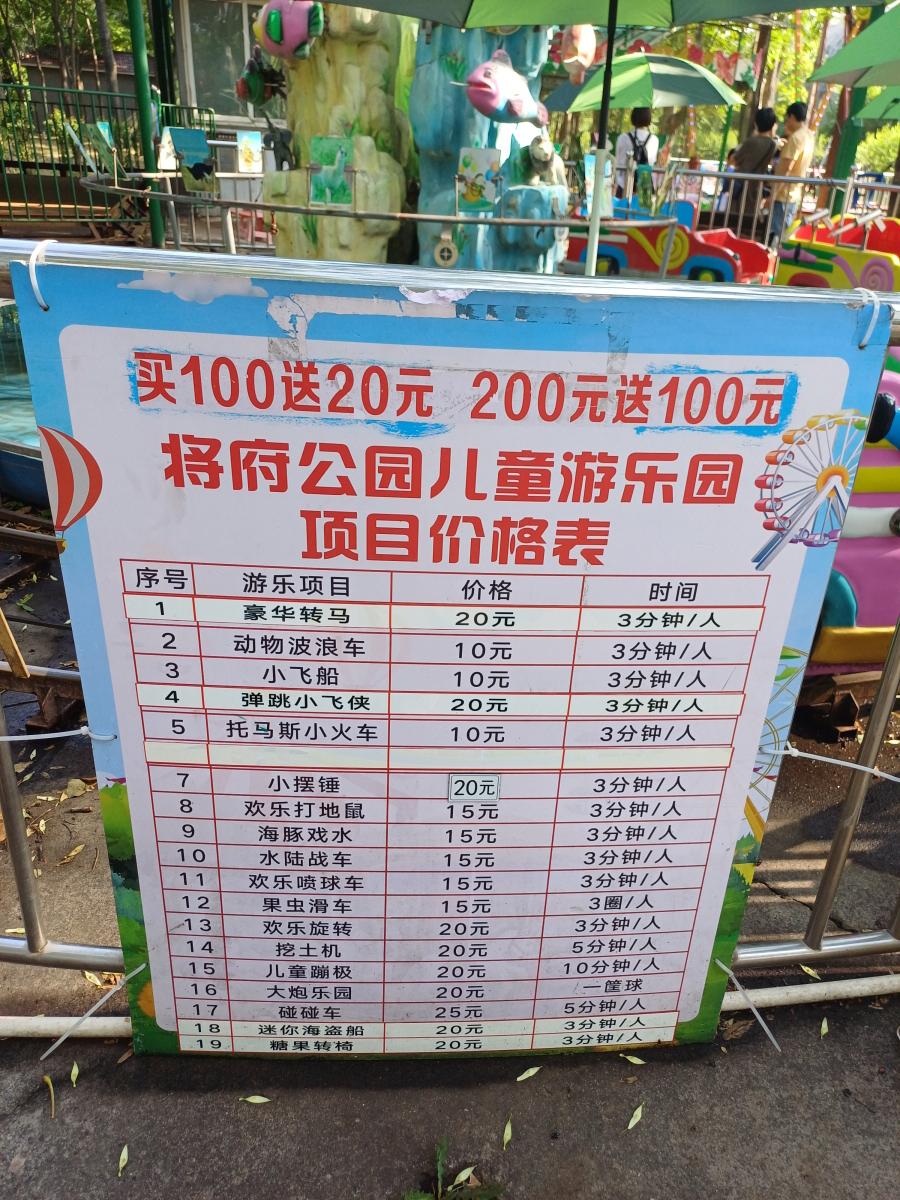 买100送20元 200元送100元
将府公园儿童游乐园
项目价格表
序号 游乐项目 价格 时间
1 豪华转马 20元 3分钟/人
2 动物波浪车 10元 3分钟/人
3 小飞船 10元 3分钟/人
4 弹跳小飞侠 20元 3分钟/人
5 托马斯小火车 10元 3分钟/人
7 小摆锤 20元 3分钟/人
8 欢乐打地鼠 15元 3分钟/人
9 海豚戏水 15元 3分钟/人
10 水陆战车 15元 3分钟/人
11 欢乐喷球车 15元 3分钟/人
12 果虫滑车 15元 3圈/人
13 欢乐旋转 20元 3分钟/人
14 挖土机 20元 5分钟/人
15 儿童蹦极 20元 10分钟/人
16 大炮乐园 20元 一筐球
17 碰碰车 25元 5分钟/人
18 迷你海盗船 20元 3分钟/人
19 糖果转椅 20元 3分钟/人